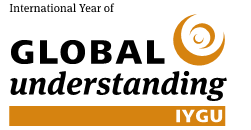 International Year of
GLOBAL
understanding
IYGU